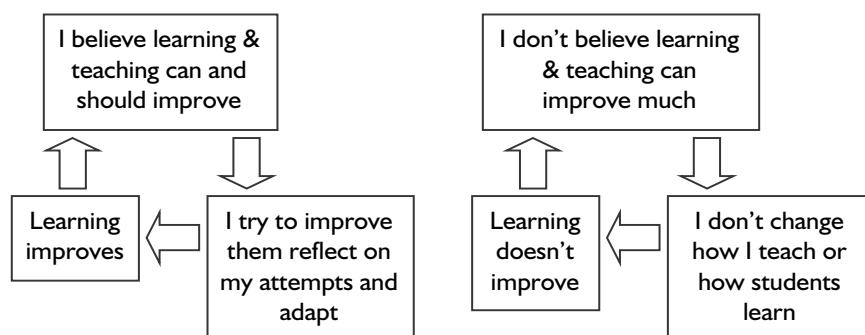 I believe learning &
teaching can and
should improve
Learning
improves
I try to improve
them reflect on
my attempts and
adapt
I don’t believe learning
& teaching can
improve much
Learning
doesn’t
improve
I don’t change
how I teach or
how students
learn